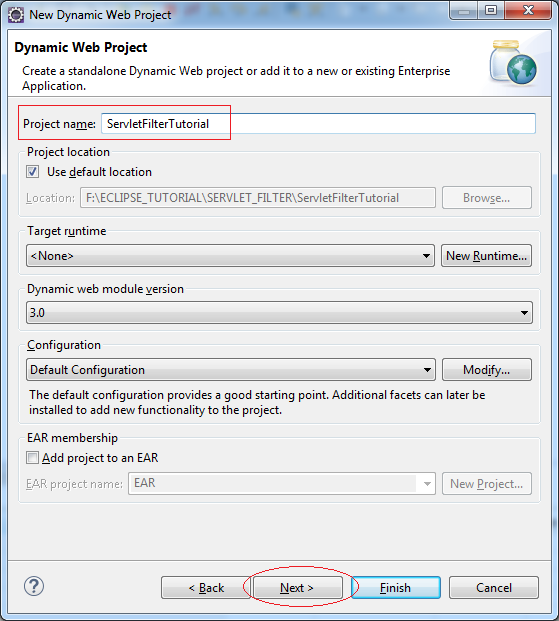 New Dynamic Web Project
Dynamic Web Project
Create a standalone Dynamic Web project or add it to a new or existing Enterprise
Application.
Project name: ServletFilterTutorial
Project location
Use default location
Location: F:\ECLIPSE_TUTORIAL\SERVLET_FILTER\ServletFilterTutorial Browse...
Target runtime
<None> New Runtime...
Dynamic web module version
3.0
Configuration
Default Configuration Modify...
The default configuration provides a good starting point. Additional facets can later be
installed to add new functionality to the project.
EAR membership
Add project to an EAR
EAR project name: EAR New Project...
? < Back Next > Finish Cancel